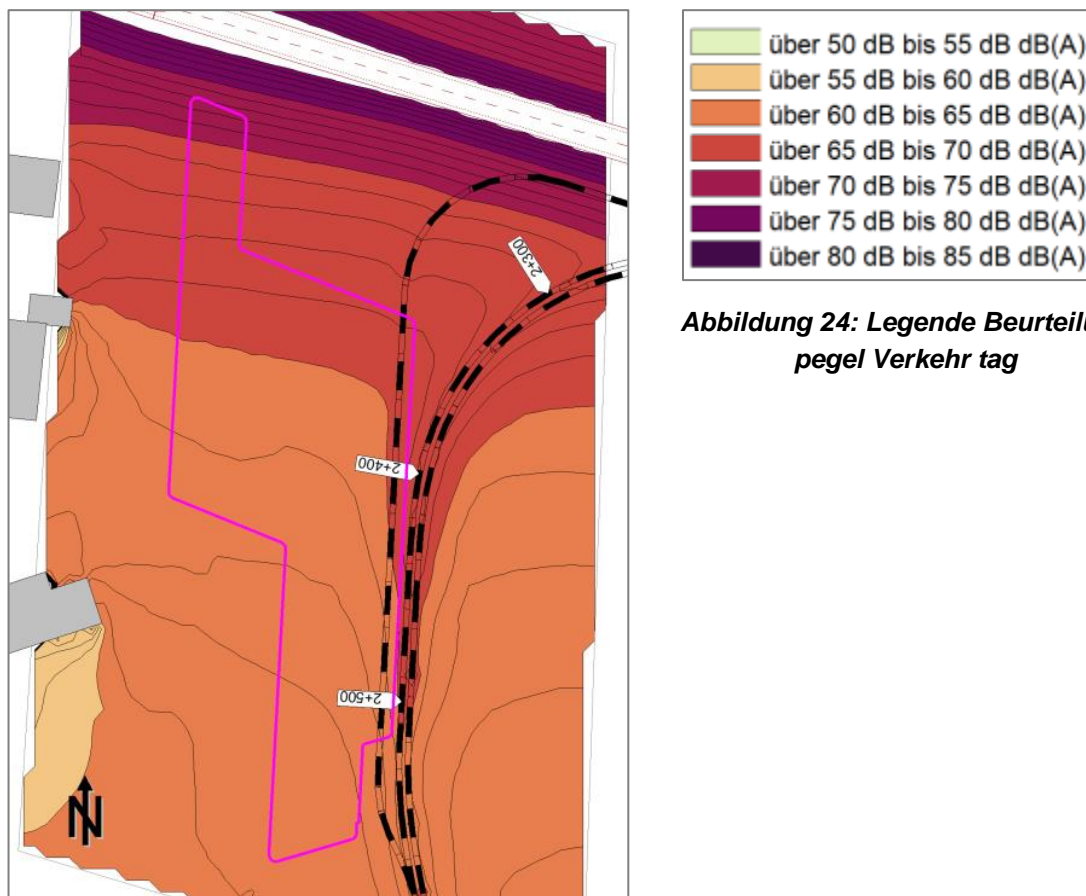 über 50 dB bis 55 dB dB(A)
über 55 dB bis 60 dB dB(A)
über 60 dB bis 65 dB dB(A)
über 65 dB bis 70 dB dB(A)
über 70 dB bis 75 dB dB(A)
über 75 dB bis 80 dB dB(A)
über 80 dB bis 85 dB dB(A)
Abbildung 24: Legende
pegel Verkehr tag
2+300
2+400
2+500
N